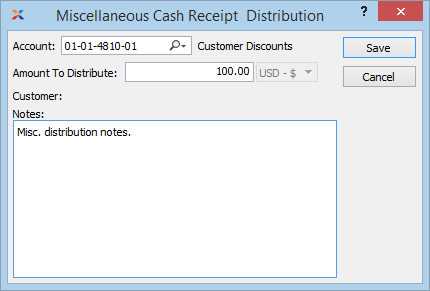 Miscellaneous Cash Receipt  Distribution ?
Account: 01-01-4810-01 Customer Discounts Save
Amount To Distribute: 100.00 USD - $ Cancel
Customer:
Notes:
Misc. distribution notes.